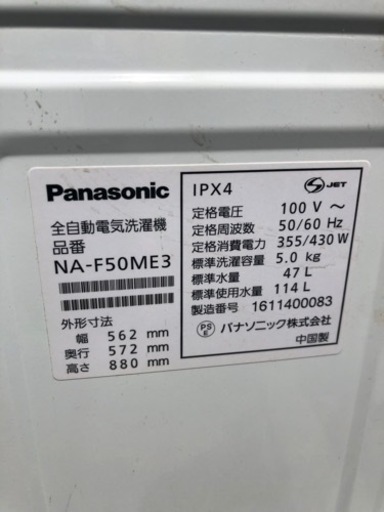 Panasonic
全自動電気洗濯機
品番
NA-F50ME3
外形寸法
幅 562 mm
奥行 572 mm
高さ 880 mm
IPX4
S JET
定格電圧 100 V ～
定格周波数 50/60 Hz
定格消費電力 355/430 W
標準洗濯容量 5.0 kg
標準水量 47 L
標準使用水量 114 L
製造番号 1611400083
PS E パナソニック株式会社
中国製